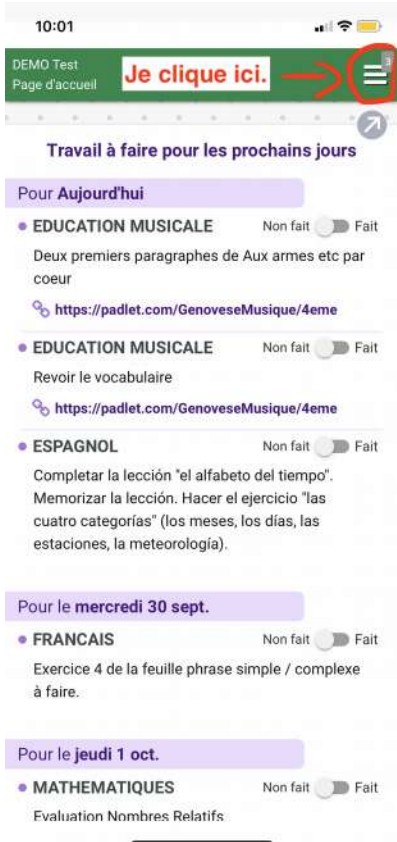 10:01
DEMO Test
Page d'accueil
Je clique ici.
3
Travail à faire pour les prochains jours
Pour Aujourd'hui
EDUCATION MUSICALE Non fait Fait
Deux premiers paragraphes de Aux armes etc par
coeur
https://padlet.com/GenoveseMusique/4eme
EDUCATION MUSICALE Non fait Fait
Revoir le vocabulaire
https://padlet.com/GenoveseMusique/4eme
ESPAGNOL Non fait Fait
Completar la lección "el alfabeto del tiempo".
Memorizar la lección. Hacer el ejercicio "las
cuatro categorías" (los meses, los días, las
estaciones, la meteorología).
Pour le mercredi 30 sept.
FRANCAIS Non fait Fait
Exercice 4 de la feuille phrase simple / complexe
à faire.
Pour le jeudi 1 oct.
MATHEMATIQUES Non fait Fait
Evaluation Nombres Relatifs